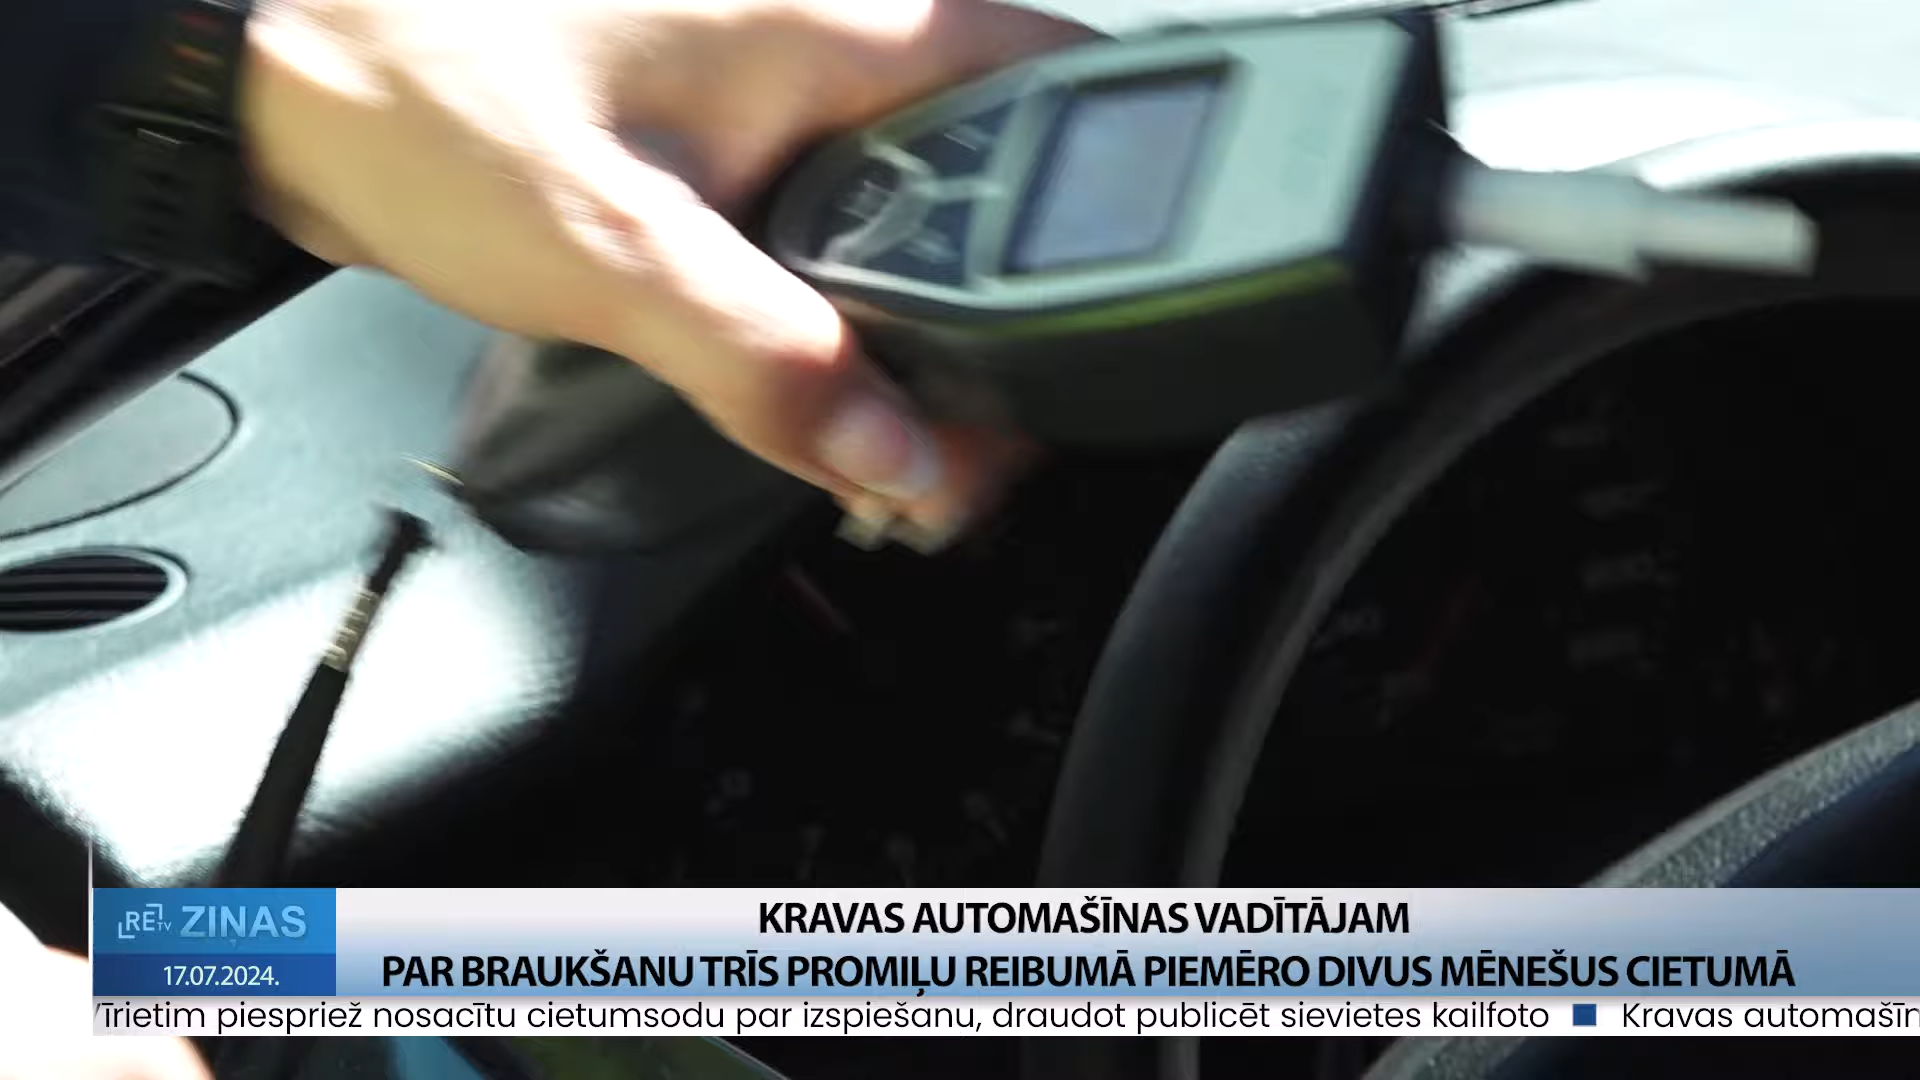 RE TV ZIŅAS
17.07.2024.
KRAVAS AUTOMAŠĪNAS VADĪTĀJAM
PAR BRAUKŠANU TRĪS PROMIĻU REIBUMĀ PIEMĒRO DIVUS MĒNEŠUS CIETUMĀ
Vīrietim piespriež nosacītu cietumsodu par izspiešanu, draudot publicēt sievietes kailfoto ■ Kravas automašīn